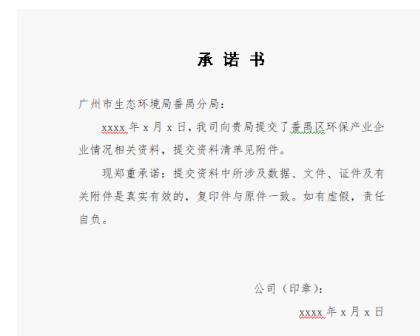 承 诺 书
广州市生态环境局番禺分局：
xxxx 年 x 月 x 日，我司向贵局提交了番禺区环保产业企
业情况相关资料，提交资料清单见附件。
现郑重承诺：提交资料中所涉及数据、文件、证件及有
关附件是真实有效的，复印件与原件一致。如有虚假，责任
自负。
公司（印章）：
xxxx 年 x 月 x 日